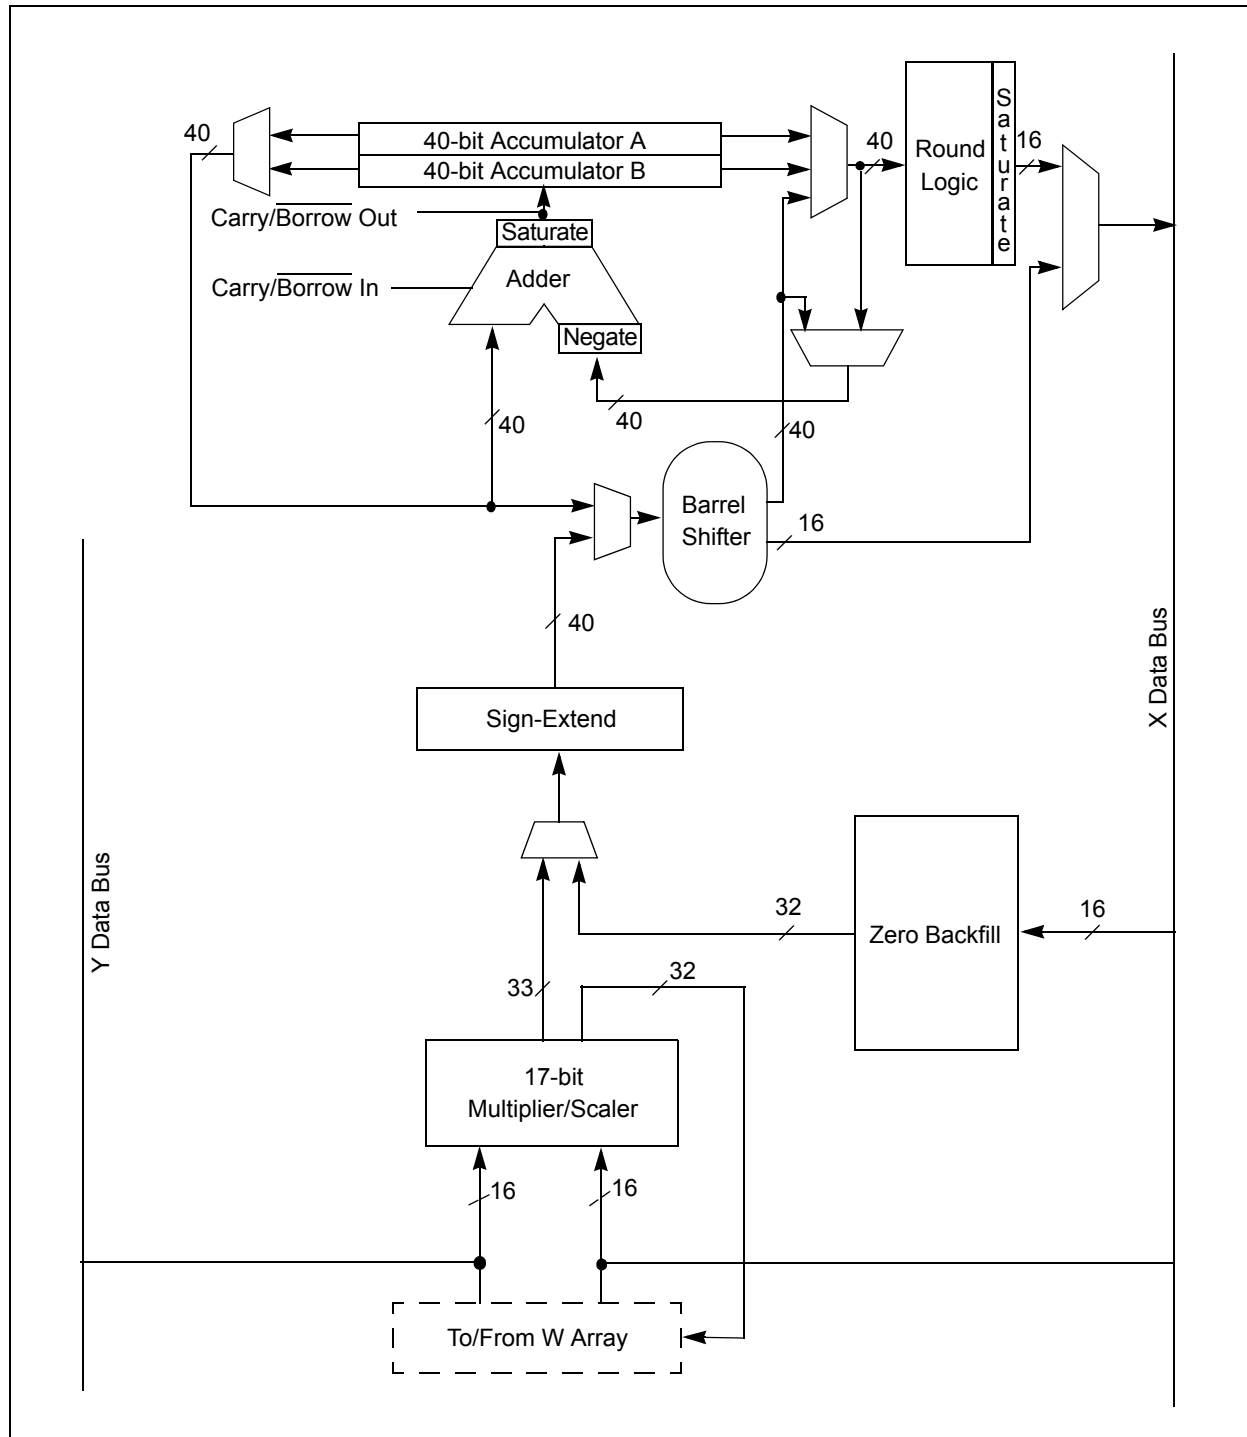 40
40-bit Accumulator A
40-bit Accumulator B
40
Round
Logic
Saturate
16
Carry/Borrow Out
Saturate
Carry/Borrow In
Adder
Negate
40
40
40
Barrel
Shifter
16
40
Sign-Extend
X Data Bus
Y Data Bus
32
Zero Backfill
16
33
32
17-bit
Multiplier/Scaler
16
16
To/From W Array